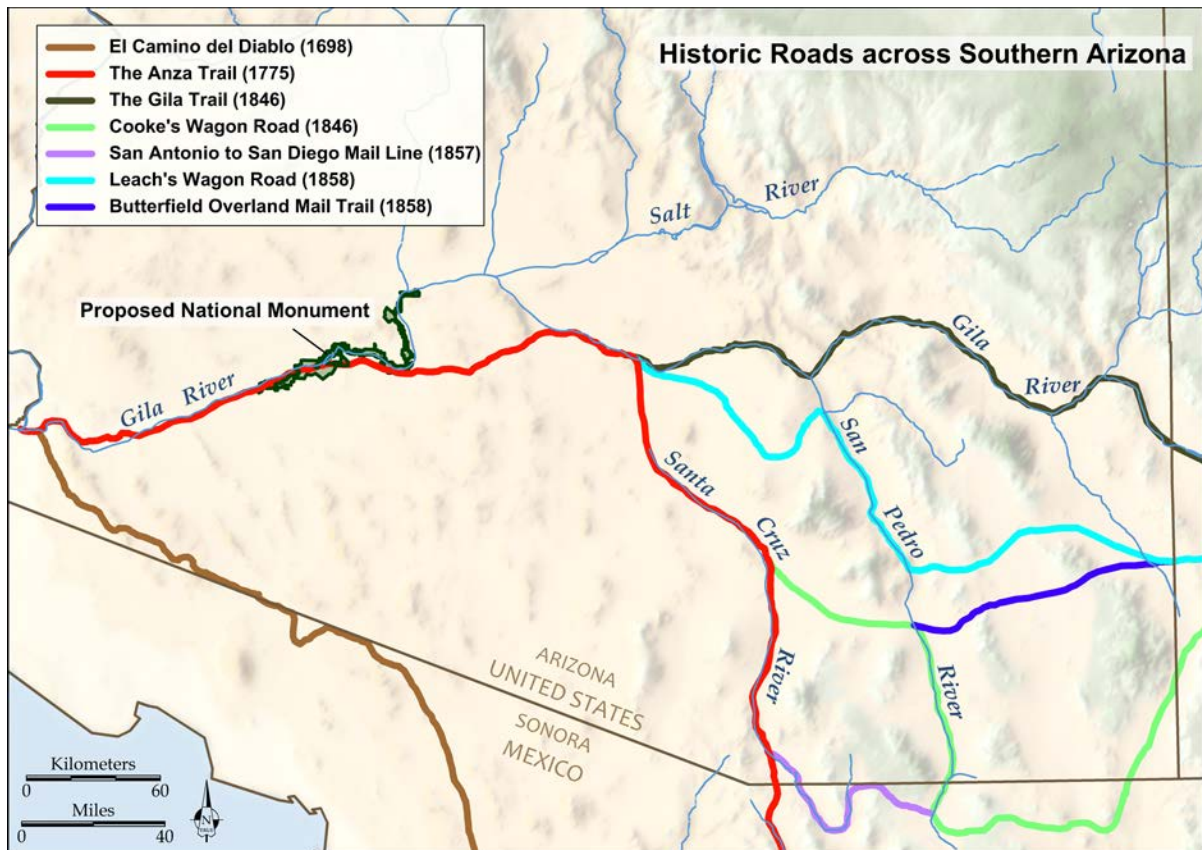 Historic Roads across Southern Arizona
El Camino del Diablo (1698)
The Anza Trail (1775)
The Gila Trail (1846)
Cooke's Wagon Road (1846)
San Antonio to San Diego Mail Line (1857)
Leach's Wagon Road (1858)
Butterfield Overland Mail Trail (1858)
Salt River
Proposed National Monument
Gila River
Gila River
San Pedro River
Santa Cruz River
ARIZONA
UNITED STATES
SONORA
MEXICO
Kilometers
0 60
Miles
0 40
N